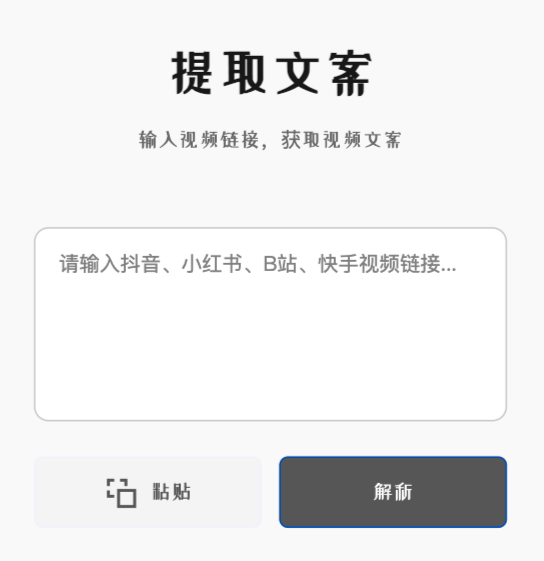 提取文案
输入视频链接，获取视频文案
请输入抖音、小红书、B站、快手视频链接...
粘贴
解析